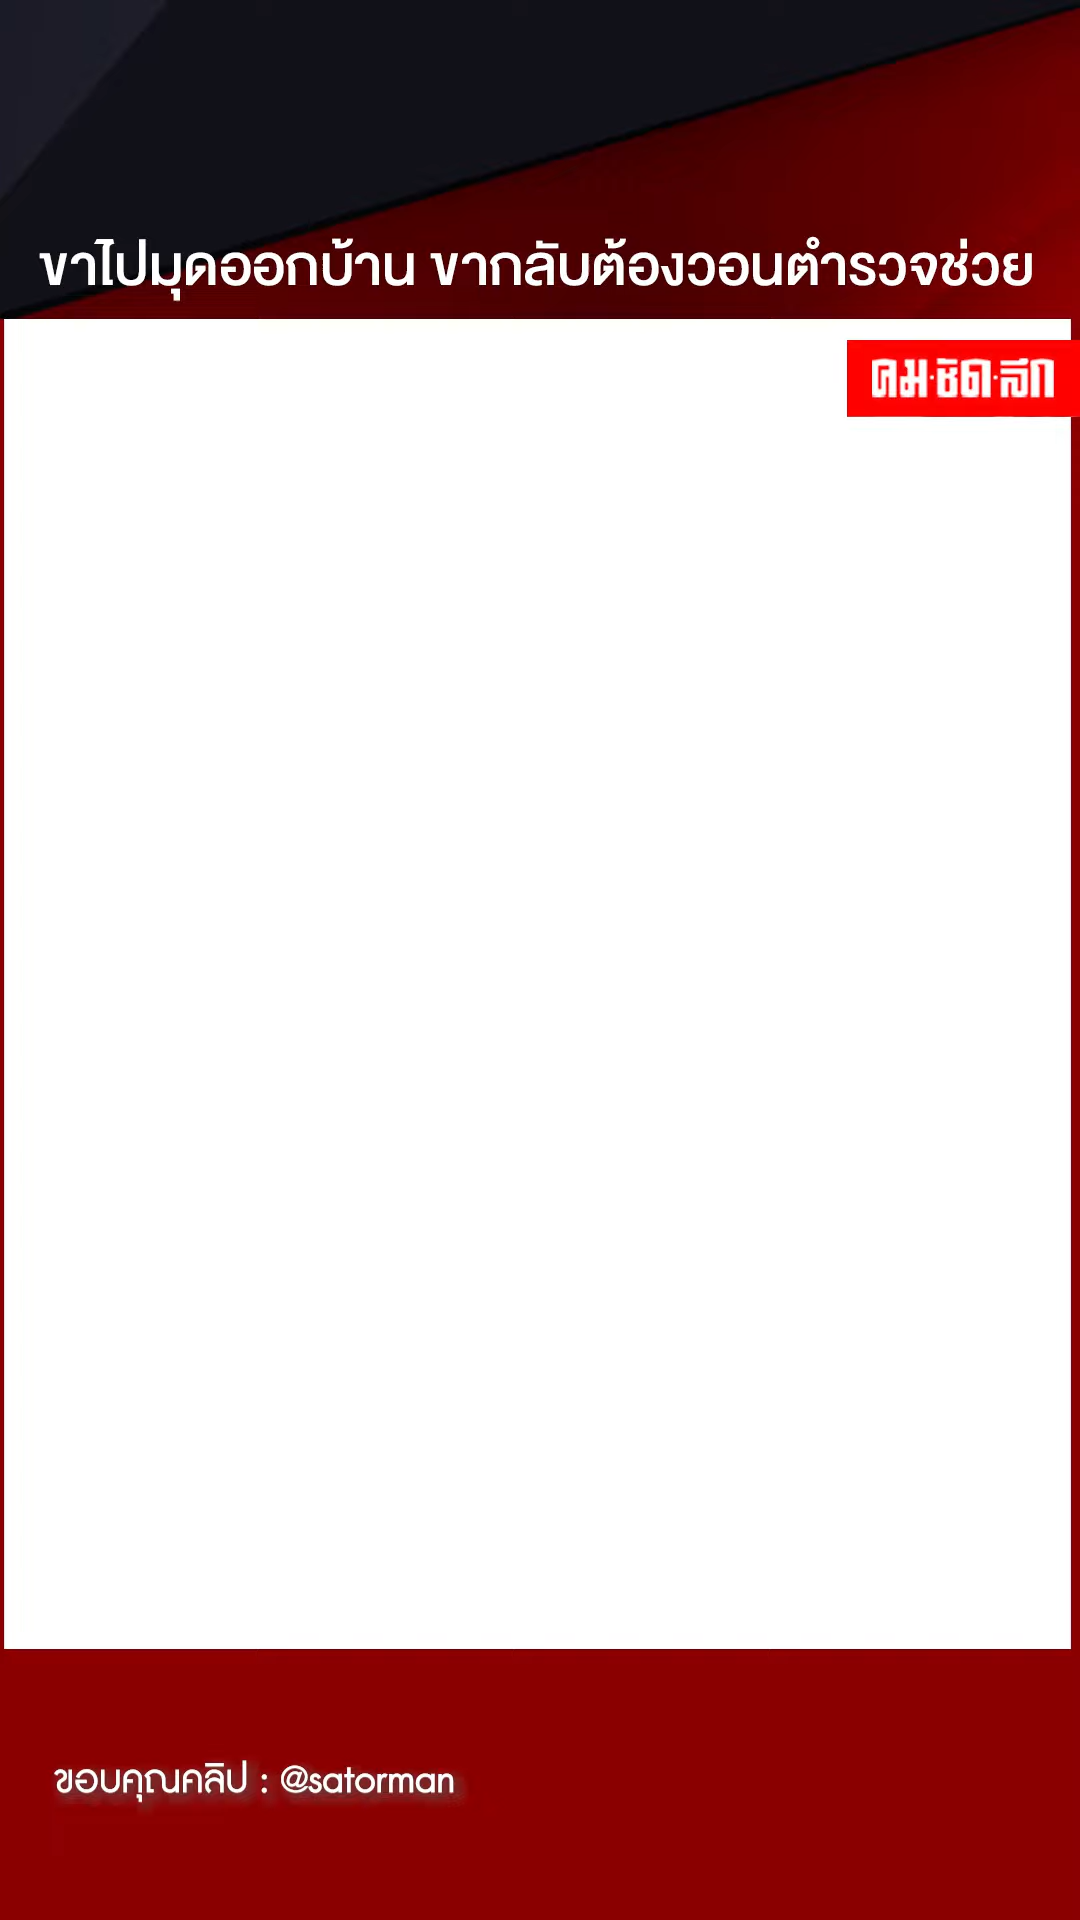 ขาไปมุดออกบ้าน ขากลับต้องวอนตำรวจช่วย
คม·ชัด·ลึก
ขอบคุณคลิป : @satorman